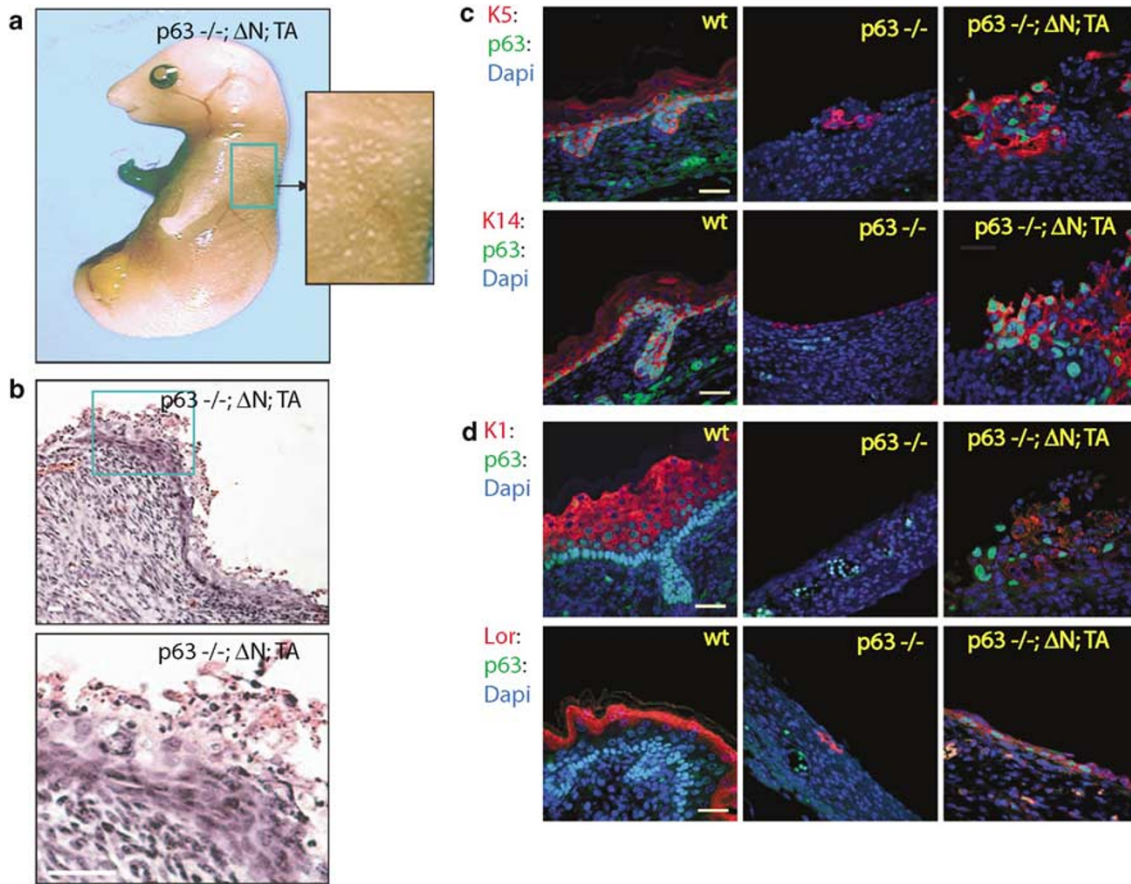 a
p63 -/-; ΔN; TA
b
p63 -/-; ΔN; TA
p63 -/-; ΔN; TA
c
K5:
p63:
Dapi
wt
p63 -/-
p63 -/-; ΔN; TA
K14:
p63:
Dapi
wt
p63 -/-
p63 -/-; ΔN; TA
d
K1:
p63:
Dapi
wt
p63 -/-
p63 -/-; ΔN; TA
Lor:
p63:
Dapi
wt
p63 -/-
p63 -/-; ΔN; TA